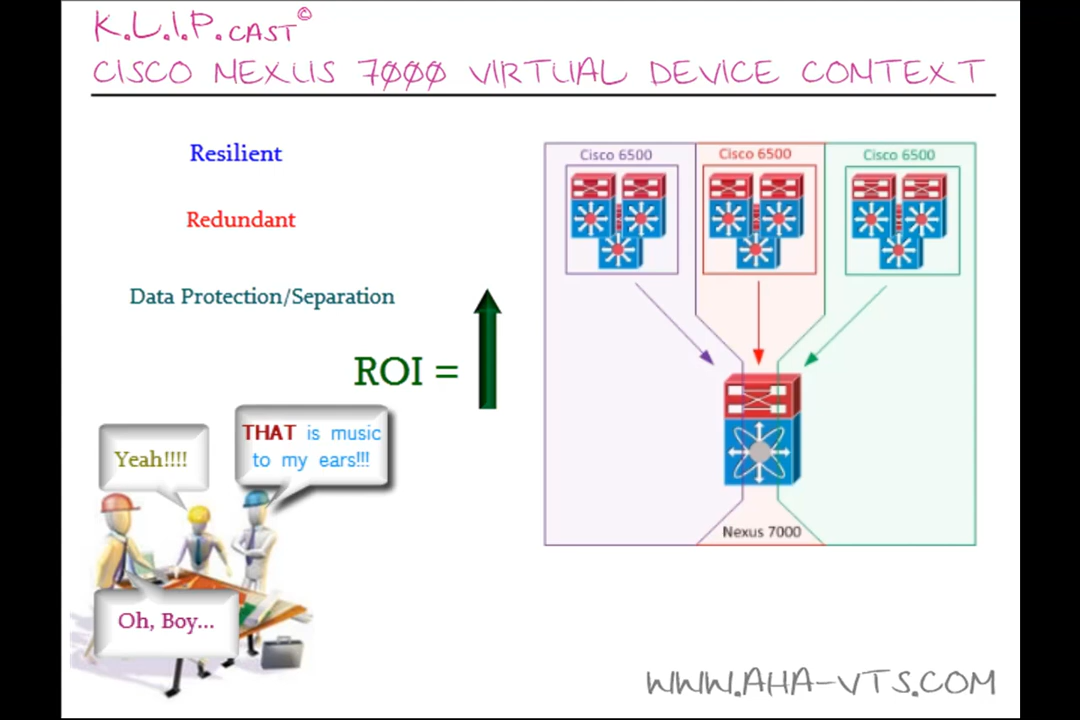 K.L.I.P.CAST©
CISCO NEXUS 7000 VIRTUAL DEVICE CONTEXT
Resilient
Redundant
Data Protection/Separation
ROI =
Yeah!!!!
THAT is music
to my ears!!!
Oh, Boy...
Cisco 6500
Cisco 6500
Cisco 6500
Nexus 7000
WWW.AHA-VTS.COM